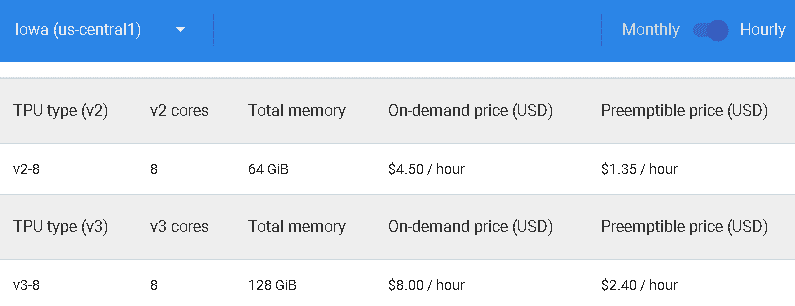 Iowa (us-central1) Monthly Hourly
TPU type (v2) v2 cores Total memory On-demand price (USD) Preemptible price (USD)
v2-8 8 64 GiB $4.50 / hour $1.35 / hour
TPU type (v3) v3 cores Total memory On-demand price (USD) Preemptible price (USD)
v3-8 8 128 GiB $8.00 / hour $2.40 / hour